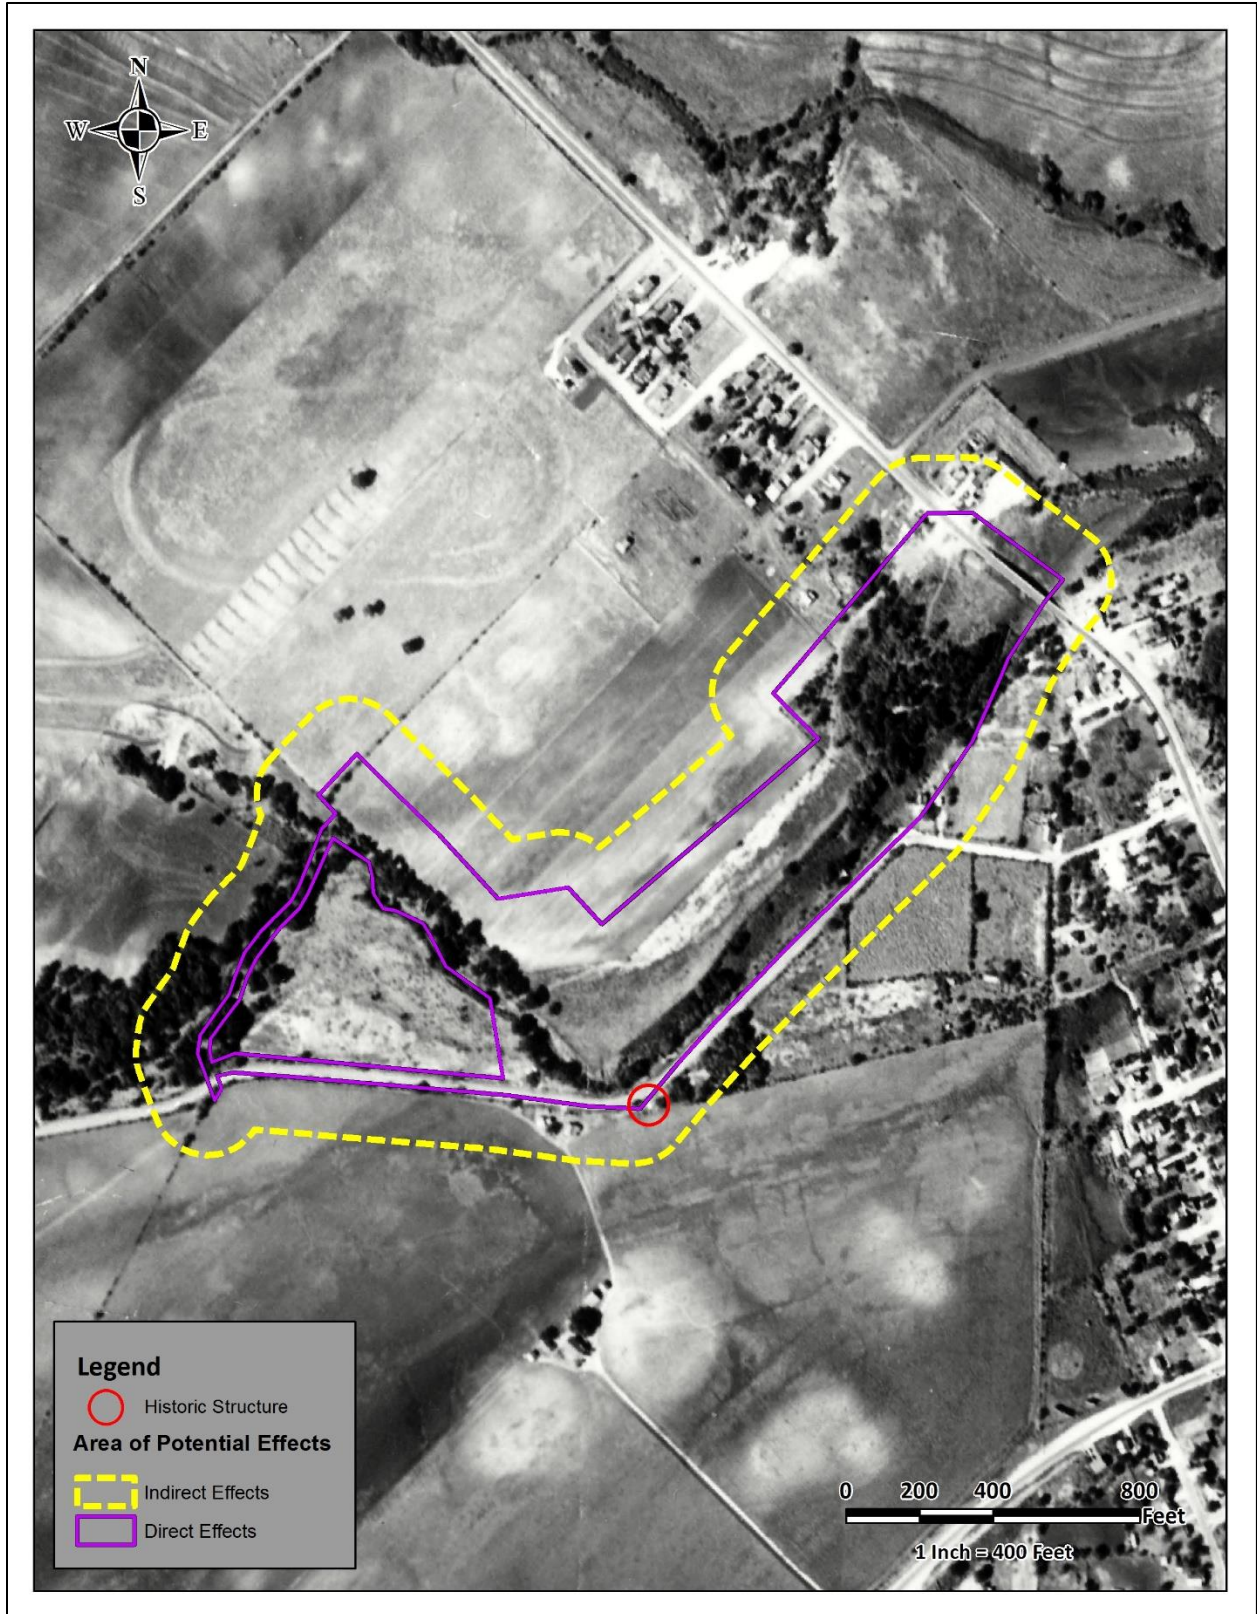 N
W E
S
Legend
Historic Structure
Area of Potential Effects
Indirect Effects
Direct Effects
0 200 400 800
Feet
1 Inch = 400 Feet